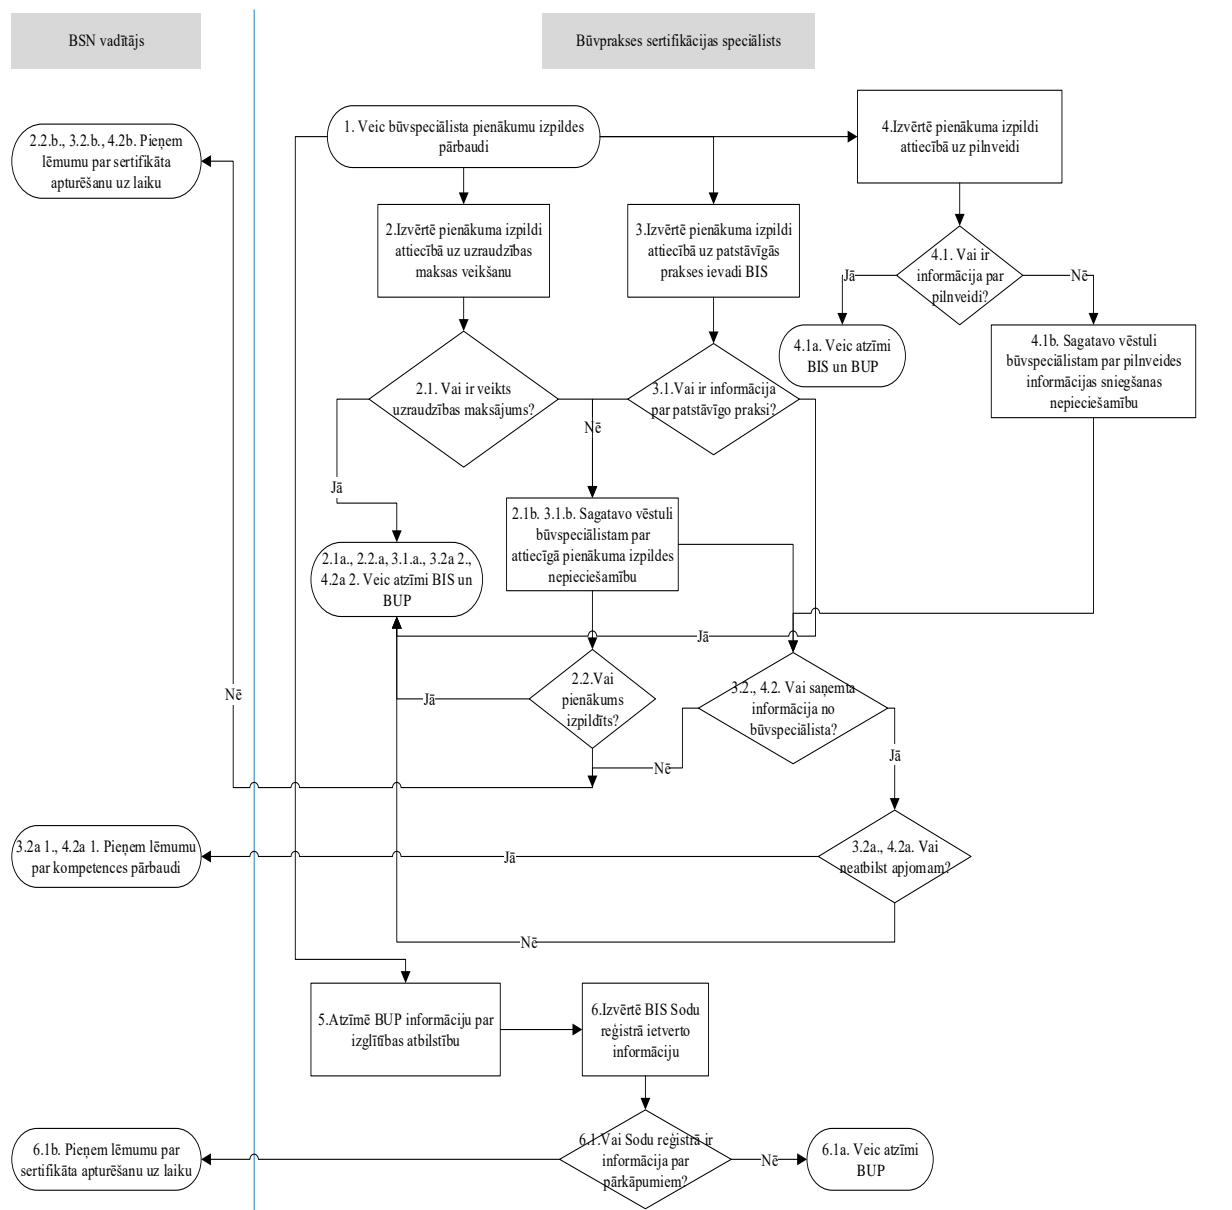 BSN vadītājs
Būvprakses sertifikācijas speciālists
2.2.b., 3.2.b., 4.2b. Pieņem
lēmumu par sertifikāta
apturēšanu uz laiku
1. Veic būvspeciālista pienākumu izpildes
pārbaudi
4.Izvērtē pienākuma izpildi
attiecībā uz pilnveidi
2.Izvērtē pienākuma izpildi
attiecībā uz uzraudzības
maksas veikšanu
3.Izvērtē pienākuma izpildi
attiecībā uz patstāvīgās
prakses ievadi BIS
4.1. Vai ir
informācija par
pilnveidi?
Jā
Nē
4.1a. Veic atzīmi
BIS un BUP
4.1b. Sagatavo vēstuli
būvspeciālistam par pilnveides
informācijas sniegšanas
nepieciešamību
2.1. Vai ir veikts
uzraudzības maksājums?
3.1.Vai ir informācija
par patstāvīgo praksi?
Nē
Jā
2.1b. 3.1.b. Sagatavo vēstuli
būvspeciālistam par
attiecīgā pienākuma izpildes
nepieciešamību
2.1a., 2.2.a, 3.1.a., 3.2a 2.,
4.2a 2. Veic atzīmi BIS un
BUP
Jā
2.2.Vai
pienākums
izpildīts?
Jā
3.2., 4.2. Vai saņemta
informācija no
būvspeciālista?
Nē
Nē
Jā
3.2a 1., 4.2a 1. Pieņem lēmumu
par kompetences pārbaudi
Jā
3.2a., 4.2a. Vai
neatbilst apjomam?
Nē
5.Atzīmē BUP informāciju par
izglītības atbilstību
6.Izvērtē BIS Sodu
reģistrā ietverto
informāciju
6.1b. Pieņem lēmumu par
sertifikāta apturēšanu uz laiku
6.1.Vai Sodu reģistrā ir
informācija par
pārkāpumiem?
Nē
6.1a. Veic atzīmi
BUP